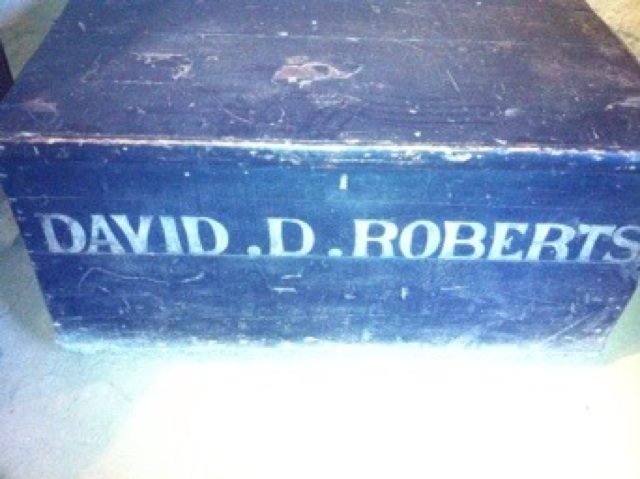 DAVID . D . ROBERTS